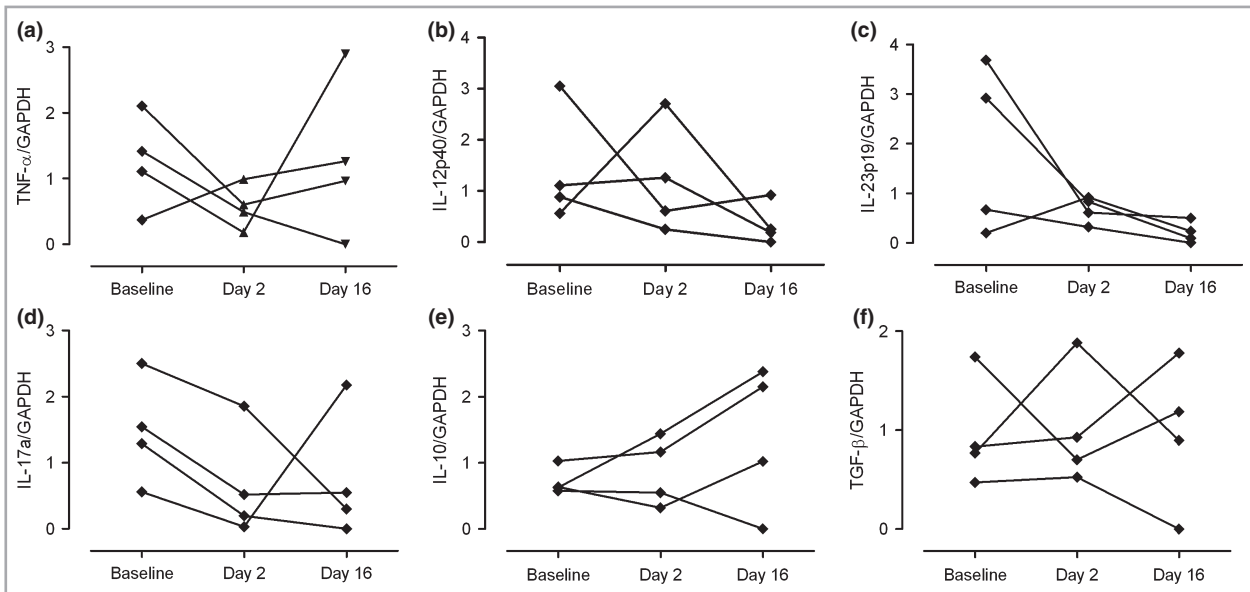 (a)
TNF-α/GAPDH
3
2
1
0
Baseline Day 2 Day 16
(b)
IL-12p40/GAPDH
4
3
2
1
0
Baseline Day 2 Day 16
(c)
IL-23p19/GAPDH
4
3
2
1
0
Baseline Day 2 Day 16
(d)
IL-17a/GAPDH
3
2
1
0
Baseline Day 2 Day 16
(e)
IL-10/GAPDH
3
2
1
0
Baseline Day 2 Day 16
(f)
TGF-β/GAPDH
2
1
0
Baseline Day 2 Day 16